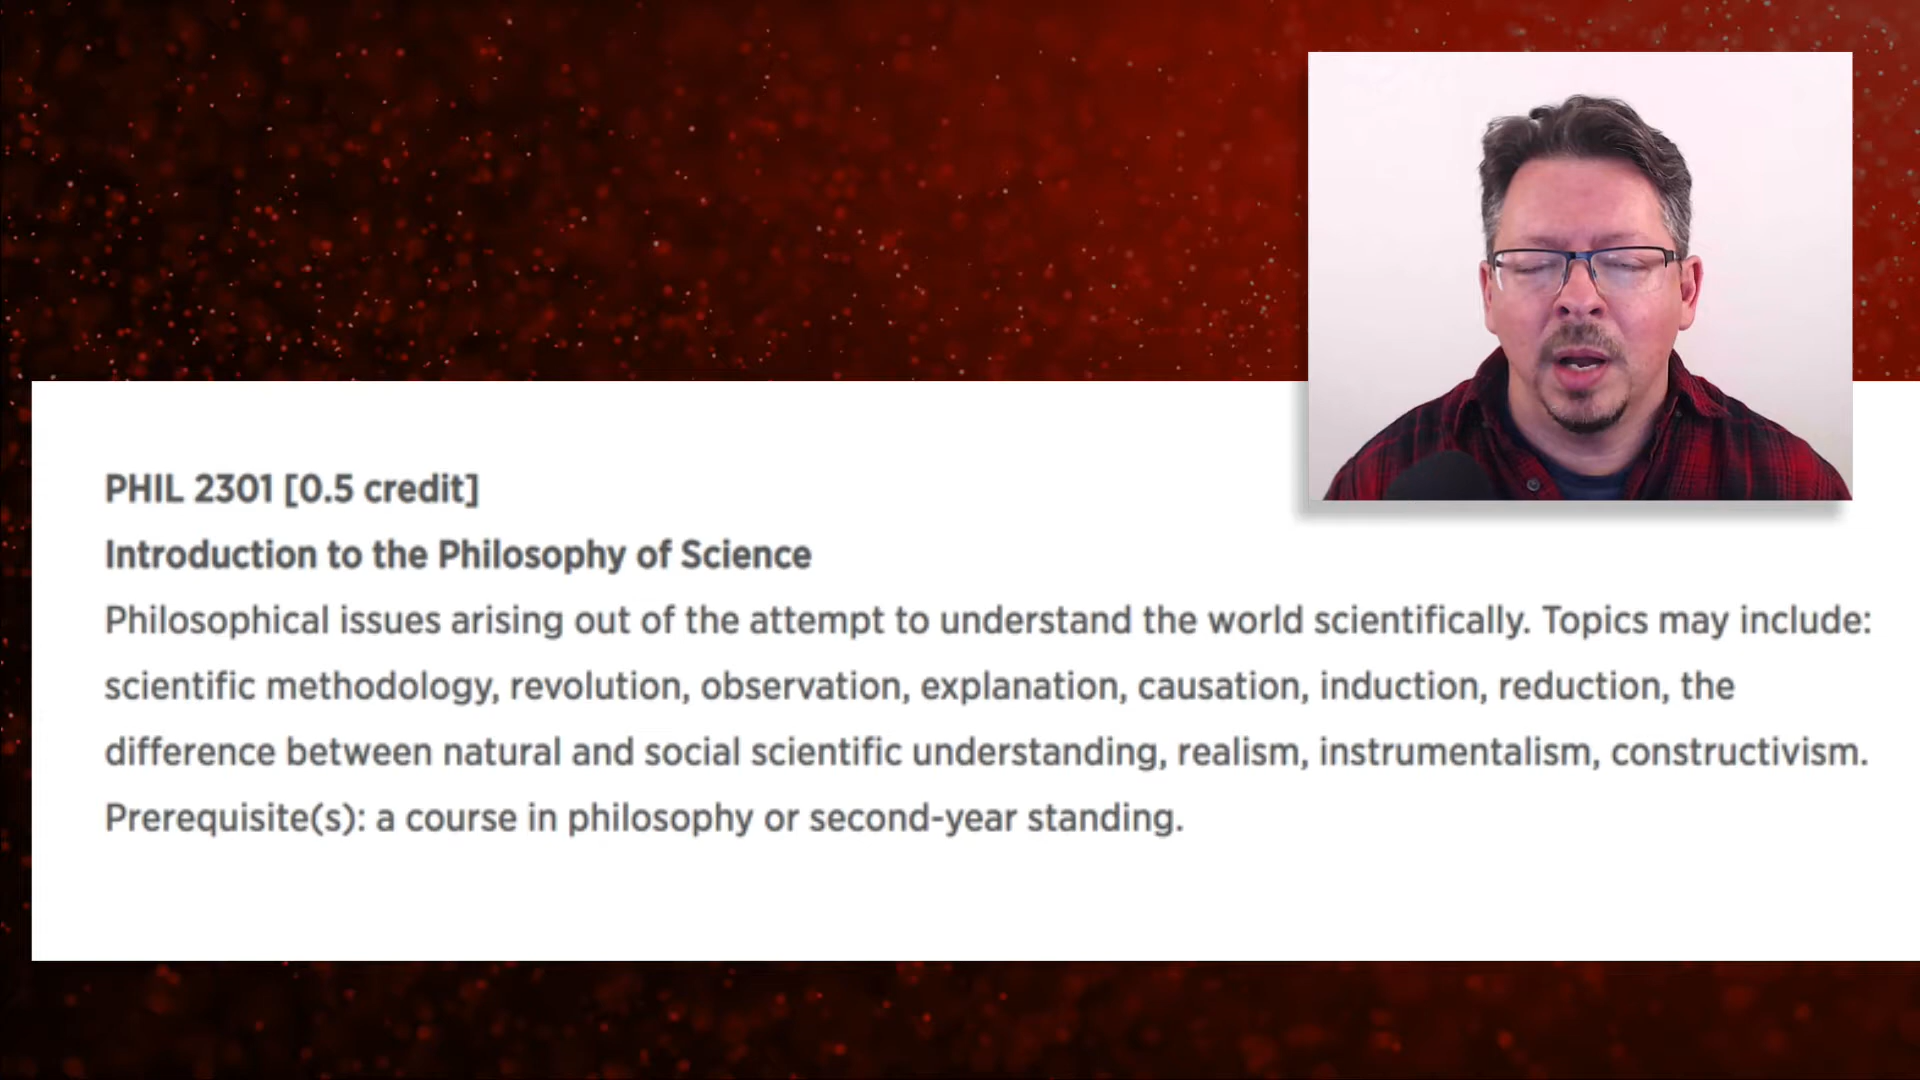 PHIL 2301 [0.5 credit]
Introduction to the Philosophy of Science
Philosophical issues arising out of the attempt to understand the world scientifically. Topics may include:
scientific methodology, revolution, observation, explanation, causation, induction, reduction, the
difference between natural and social scientific understanding, realism, instrumentalism, constructivism.
Prerequisite(s): a course in philosophy or second-year standing.